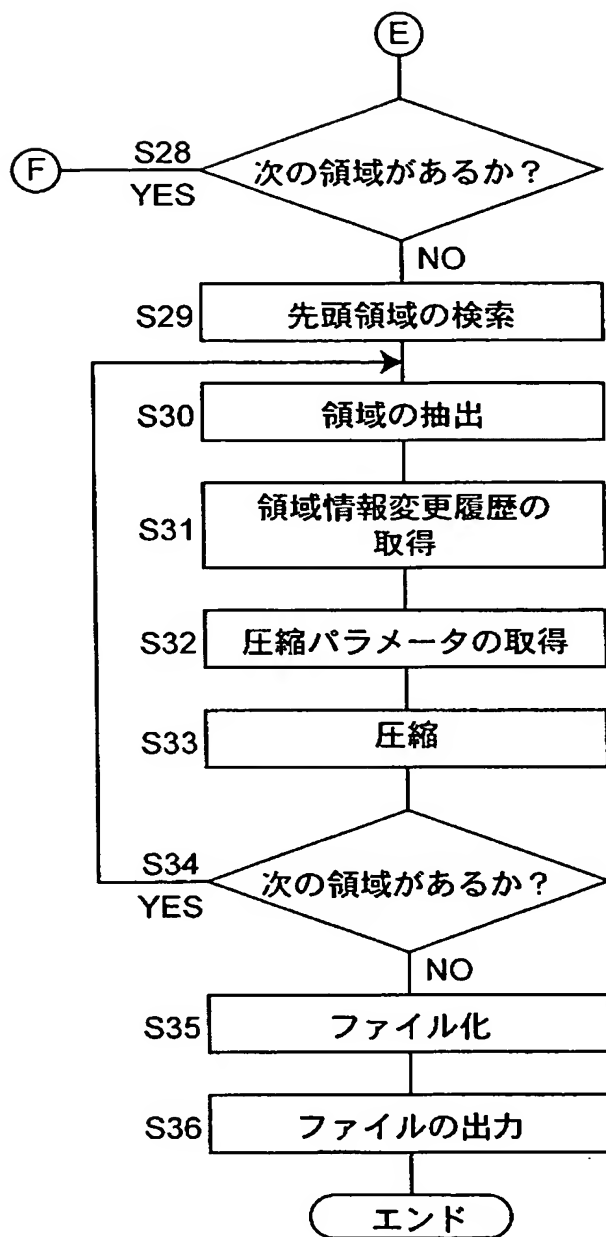 E
S28
次の領域があるか？
F
YES
NO
S29
先頭領域の検索
S30
領域の抽出
S31
領域情報変更履歴の
取得
S32
圧縮パラメータの取得
S33
圧縮
S34
次の領域があるか？
YES
NO
S35
ファイル化
S36
ファイルの出力
エンド